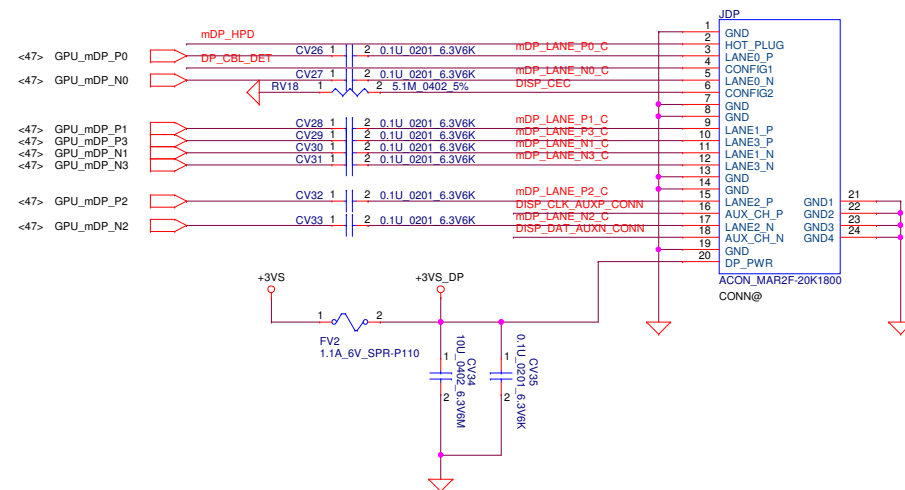 JDP
mDP_HPD
1 GND
2 HOT_PLUG
<47> GPU_mDP_P0 CV26 1 2 0.1U_0201_6.3V6K mDP_LANE_P0_C 3 LANE0_P
DP_CBL_DET 4 CONFIG1
<47> GPU_mDP_N0 CV27 1 2 0.1U_0201_6.3V6K mDP_LANE_N0_C 5 LANE0_N
RV18 1 2 5.1M_0402_5% DISP_CEC 6 CONFIG2
7 GND
8 GND
<47> GPU_mDP_P1 CV28 1 2 0.1U_0201_6.3V6K mDP_LANE_P1_C 9 LANE1_P
<47> GPU_mDP_P3 CV29 1 2 0.1U_0201_6.3V6K mDP_LANE_P3_C 10 LANE3_P
<47> GPU_mDP_N1 CV30 1 2 0.1U_0201_6.3V6K mDP_LANE_N1_C 11 LANE1_N
<47> GPU_mDP_N3 CV31 1 2 0.1U_0201_6.3V6K mDP_LANE_N3_C 12 LANE3_N
13 GND
14 GND
<47> GPU_mDP_P2 CV32 1 2 0.1U_0201_6.3V6K mDP_LANE_P2_C 15 LANE2_P GND1 21
DISP_CLK_AUXP_CONN 16 AUX_CH_P GND2 22
<47> GPU_mDP_N2 CV33 1 2 0.1U_0201_6.3V6K mDP_LANE_N2_C 17 LANE2_N GND3 23
DISP_DAT_AUXN_CONN 18 AUX_CH_N GND4 24
19 GND
20 DP_PWR
ACON_MAR2F-20K1800
CONN@
+3VS +3VS_DP
1 2
FV2
1.1A_6V_SPR-P110
1 2
CV34
10U_0402_6.3V6M
1 2
CV35
0.1U_0201_6.3V6K